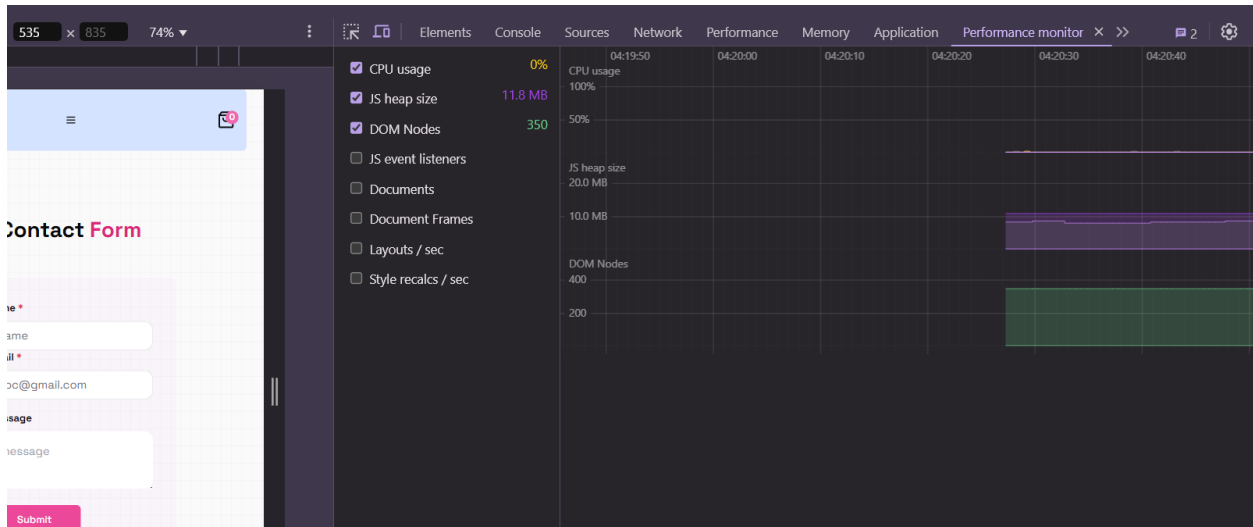 535 × 835 74%
Elements Console Sources Network Performance Memory Application Performance monitor 2
CPU usage 0%
JS heap size 11.8 MB
DOM Nodes 350
JS event listeners
Documents
Document Frames
Layouts / sec
Style recalcs / sec
04:19:50 04:20:00 04:20:10 04:20:20 04:20:30 04:20:40
CPU usage
100%
50%
JS heap size
20.0 MB
10.0 MB
DOM Nodes
400
200
0
Contact Form
me *
ame
ail *
bc@gmail.com
ssage
message
Submit